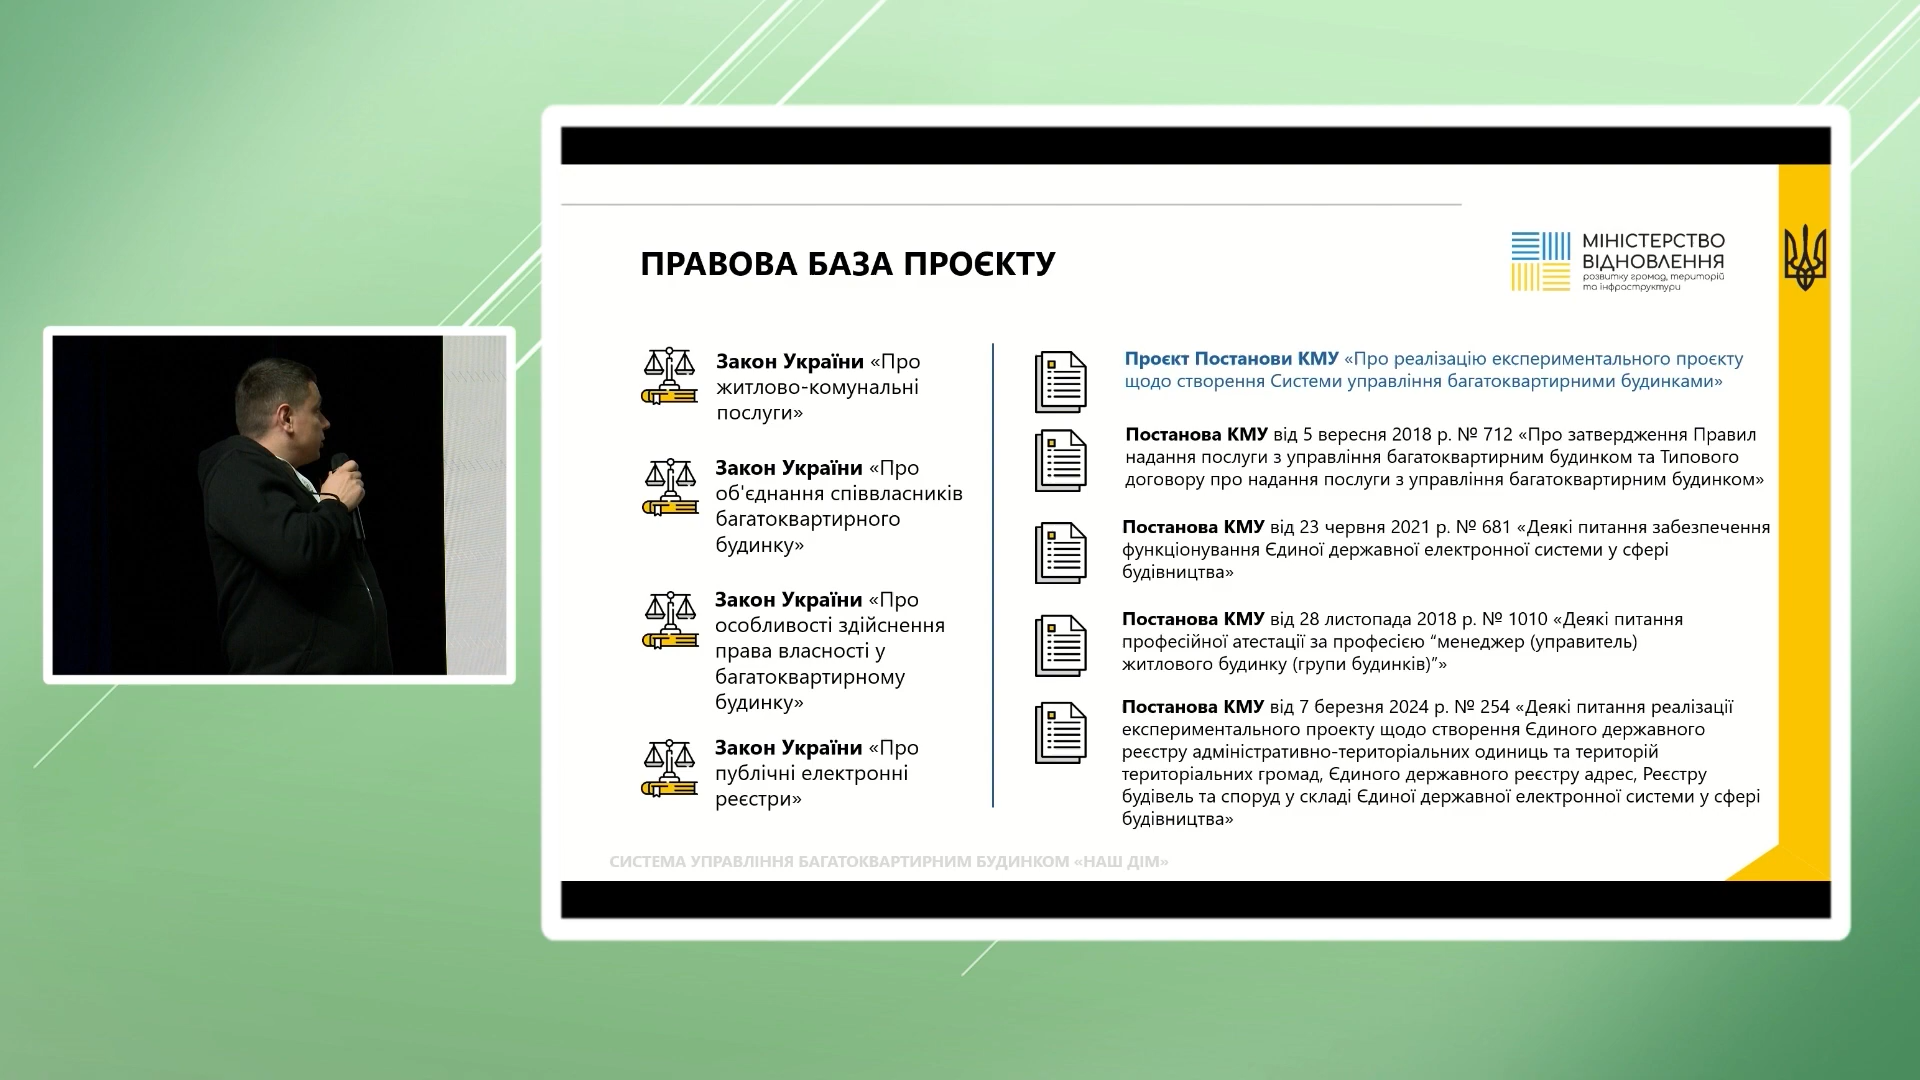 ПРАВОВА БАЗА ПРОЄКТУ
МІНІСТЕРСТВО
ВІДНОВЛЕННЯ
розвитку громад, територій
та інфраструктури
Закон України «Про
житлово-комунальні
послуги»
Закон України «Про
об'єднання співвласників
багатоквартирного
будинку»
Закон України «Про
особливості здійснення
права власності у
багатоквартирному
будинку»
Закон України «Про
публічні електронні
реєстри»
Проєкт Постанови КМУ «Про реалізацію експериментального проєкту
щодо створення Системи управління багатоквартирними будинками»
Постанова КМУ від 5 вересня 2018 р. № 712 «Про затвердження Правил
надання послуги з управління багатоквартирним будинком та Типового
договору про надання послуги з управління багатоквартирним будинком»
Постанова КМУ від 23 червня 2021 р. № 681 «Деякі питання забезпечення
функціонування Єдиної державної електронної системи у сфері
будівництва»
Постанова КМУ від 28 листопада 2018 р. № 1010 «Деякі питання
професійної атестації за професією “менеджер (управитель)
житлового будинку (групи будинків)”»
Постанова КМУ від 7 березня 2024 р. № 254 «Деякі питання реалізації
експериментального проекту щодо створення Єдиного державного
реєстру адміністративно-територіальних одиниць та територій
територіальних громад, Єдиного державного реєстру адрес, Реєстру
будівель та споруд у складі Єдиної державної електронної системи у сфері
будівництва»
СИСТЕМА УПРАВЛІННЯ БАГАТОКВАРТИРНИМ БУДИНКОМ «НАШ ДІМ»